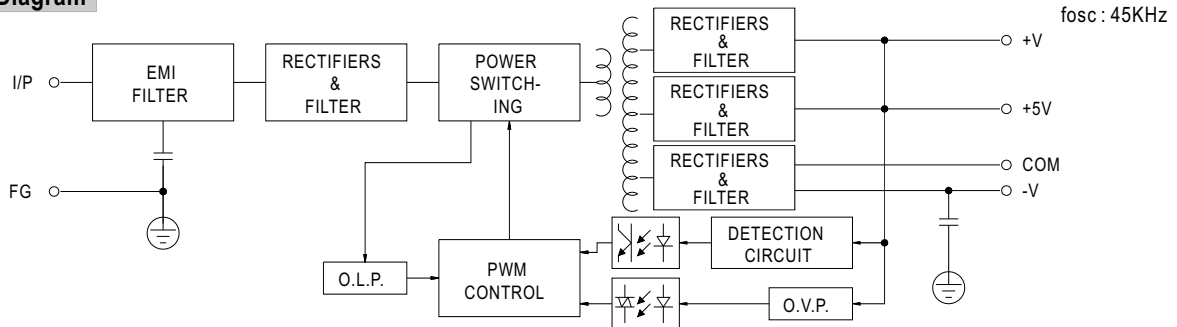 Diagram
fosc : 45KHz
I/P
EMI
FILTER
RECTIFIERS
&
FILTER
POWER
SWITCH-
ING
RECTIFIERS
&
FILTER
+V
RECTIFIERS
&
FILTER
+5V
RECTIFIERS
&
FILTER
COM
-V
FG
O.L.P.
PWM
CONTROL
DETECTION
CIRCUIT
O.V.P.